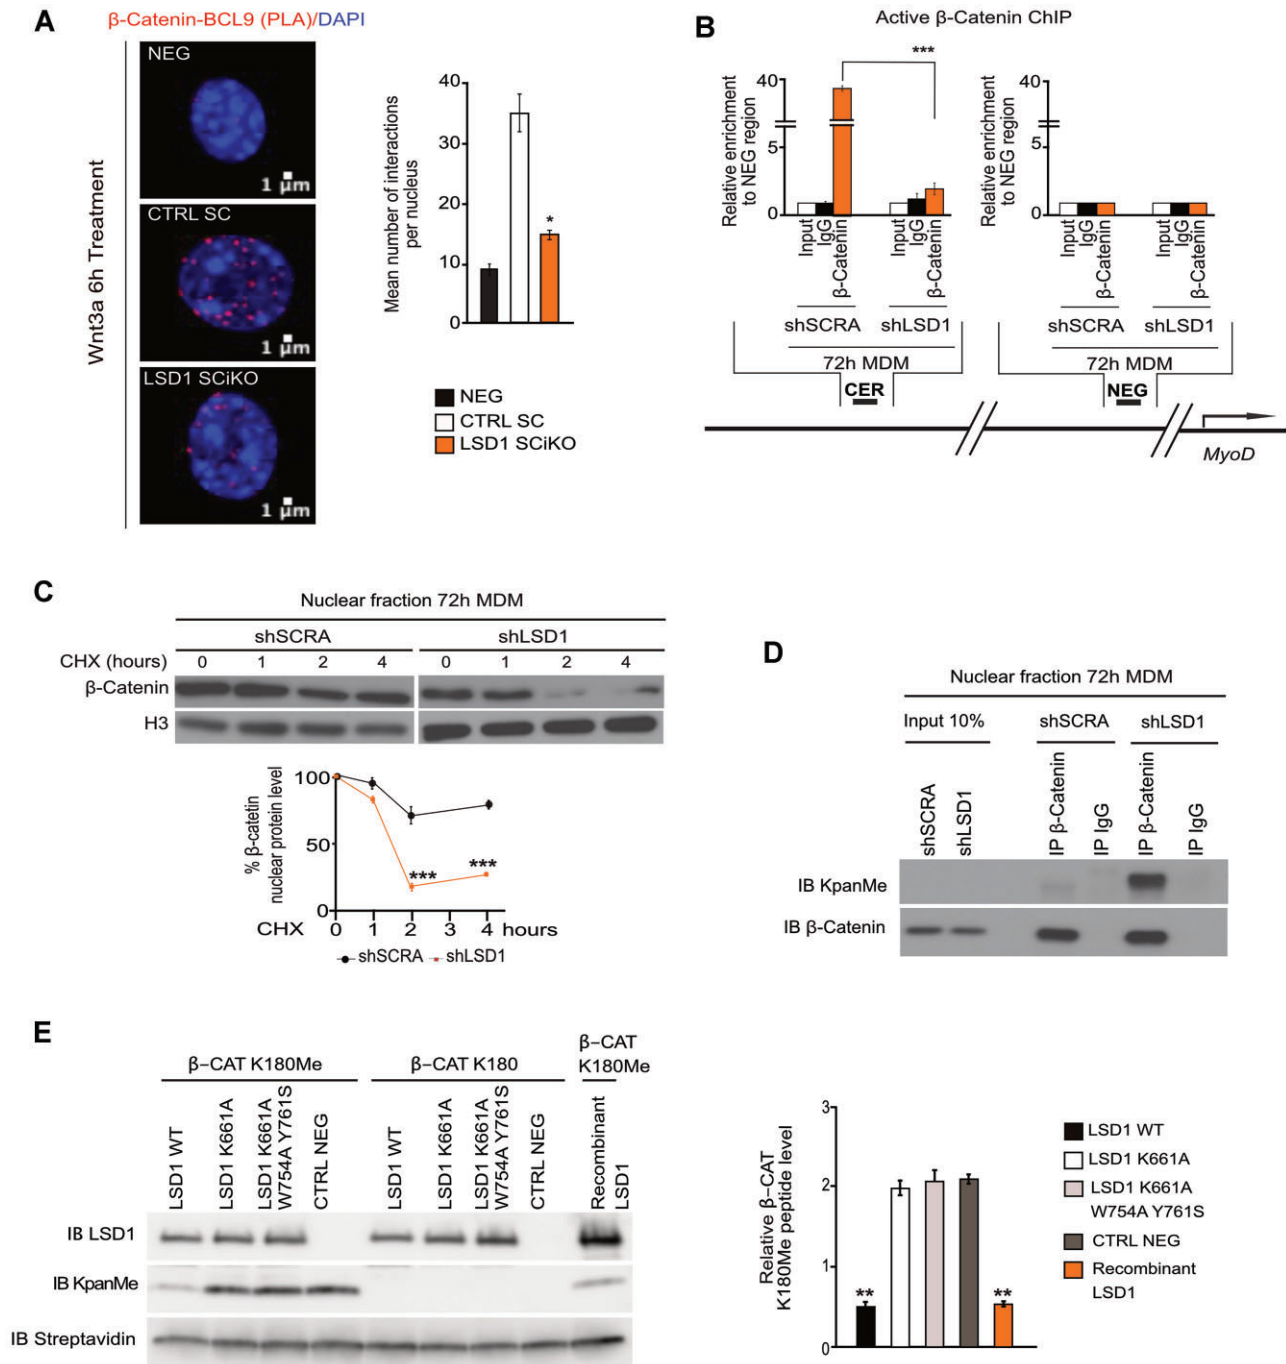 A
β-Catenin-BCL9 (PLA)/DAPI
Wnt3a 6h Treatment
NEG
1 µm
CTRL SC
1 µm
LSD1 SCiKO
1 µm
Mean number of interactions
per nucleus
40
30
20
10
0
*
NEG
CTRL SC
LSD1 SCiKO
B
Active β-Catenin ChIP
***
Relative enrichment
to NEG region
40
5
0
Input
IgG
β-Catenin
Input
IgG
β-Catenin
shSCRA
shLSD1
72h MDM
CER
Relative enrichment
to NEG region
40
5
0
Input
IgG
β-Catenin
Input
IgG
β-Catenin
shSCRA
shLSD1
72h MDM
NEG
MyoD
C
Nuclear fraction 72h MDM
shSCRA
shLSD1
CHX (hours)
0 1 2 4 0 1 2 4
β-Catenin
H3
% β-catetin
nuclear protein level
100
50
0
***
***
CHX
0 1 2 3 4 hours
shSCRA
shLSD1
D
Nuclear fraction 72h MDM
Input 10%
shSCRA
shLSD1
shSCRA
shLSD1
IP β-Catenin
IP IgG
IP β-Catenin
IP IgG
IB KpanMe
IB β-Catenin
E
β–CAT K180Me
β–CAT K180
β–CAT
K180Me
LSD1 WT
LSD1 K661A
LSD1 K661A
W754A Y761S
CTRL NEG
LSD1 WT
LSD1 K661A
LSD1 K661A
W754A Y761S
CTRL NEG
Recombinant
LSD1
IB LSD1
IB KpanMe
IB Streptavidin
Relative β–CAT
K180Me peptide level
3
2
1
0
**
**
LSD1 WT
LSD1 K661A
LSD1 K661A
W754A Y761S
CTRL NEG
Recombinant
LSD1